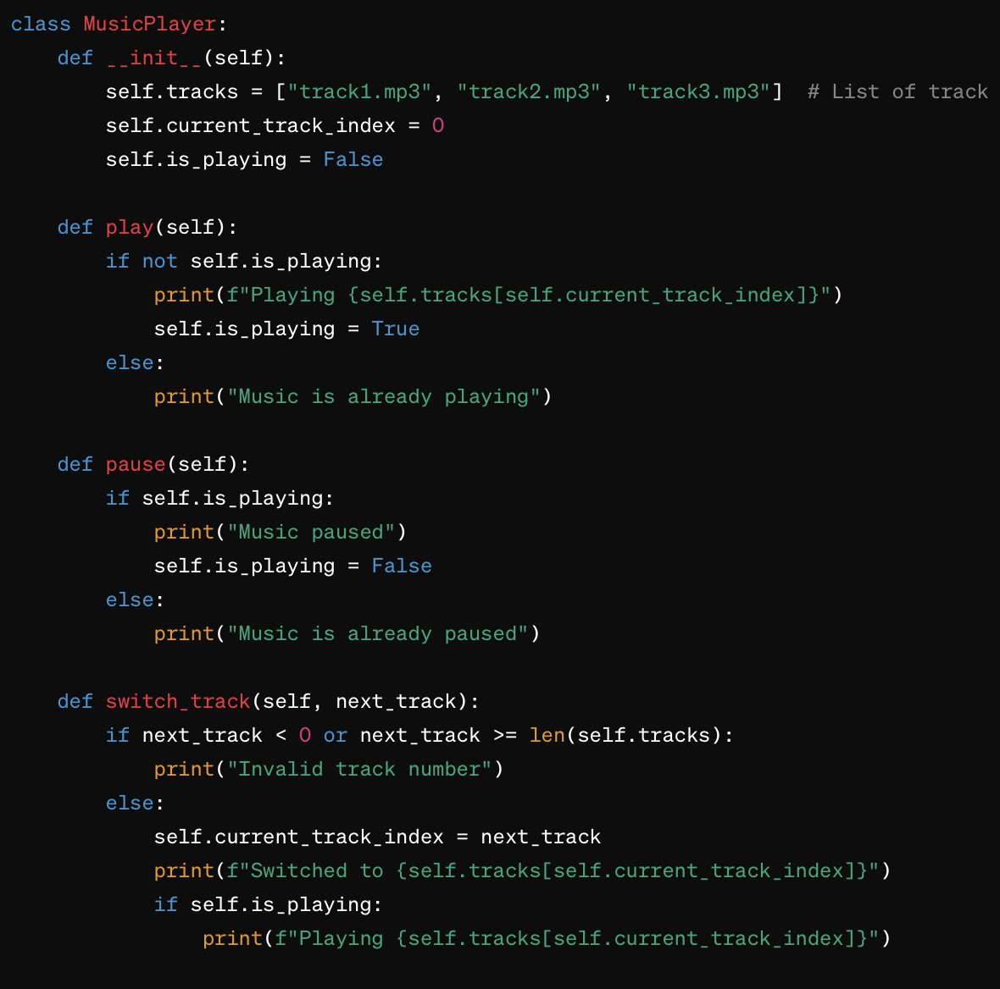 class MusicPlayer:
    def __init__(self):
        self.tracks = ["track1.mp3", "track2.mp3", "track3.mp3"]  # List of track
        self.current_track_index = 0
        self.is_playing = False

    def play(self):
        if not self.is_playing:
            print(f"Playing {self.tracks[self.current_track_index]}")
            self.is_playing = True
        else:
            print("Music is already playing")

    def pause(self):
        if self.is_playing:
            print("Music paused")
            self.is_playing = False
        else:
            print("Music is already paused")

    def switch_track(self, next_track):
        if next_track < 0 or next_track >= len(self.tracks):
            print("Invalid track number")
        else:
            self.current_track_index = next_track
            print(f"Switched to {self.tracks[self.current_track_index]}")
            if self.is_playing:
                print(f"Playing {self.tracks[self.current_track_index]}")